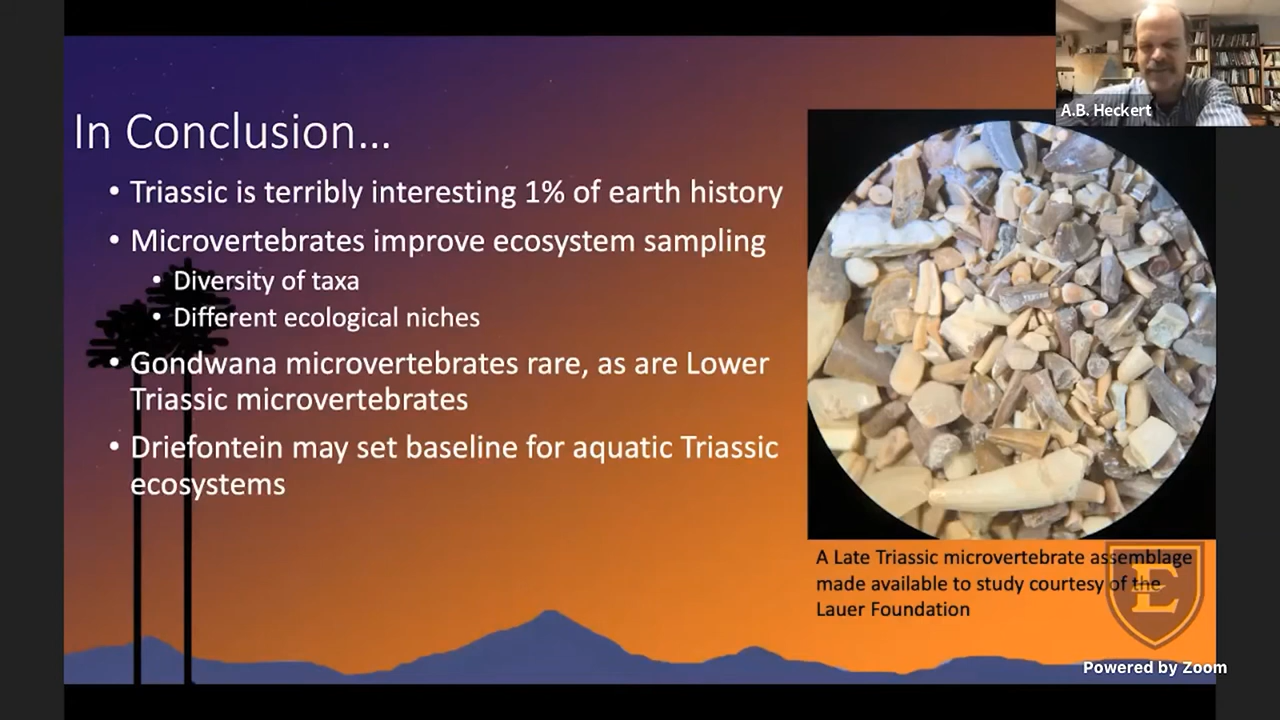 In Conclusion...
• Triassic is terribly interesting 1% of earth history
• Microvertebrates improve ecosystem sampling
• Diversity of taxa
• Different ecological niches
• Gondwana microvertebrates rare, as are Lower
Triassic microvertebrates
• Driefontein may set baseline for aquatic Triassic
ecosystems
A.B. Heckert
A Late Triassic microvertebrate assemblage
made available to study courtesy of the
Lauer Foundation
E
Powered by Zoom